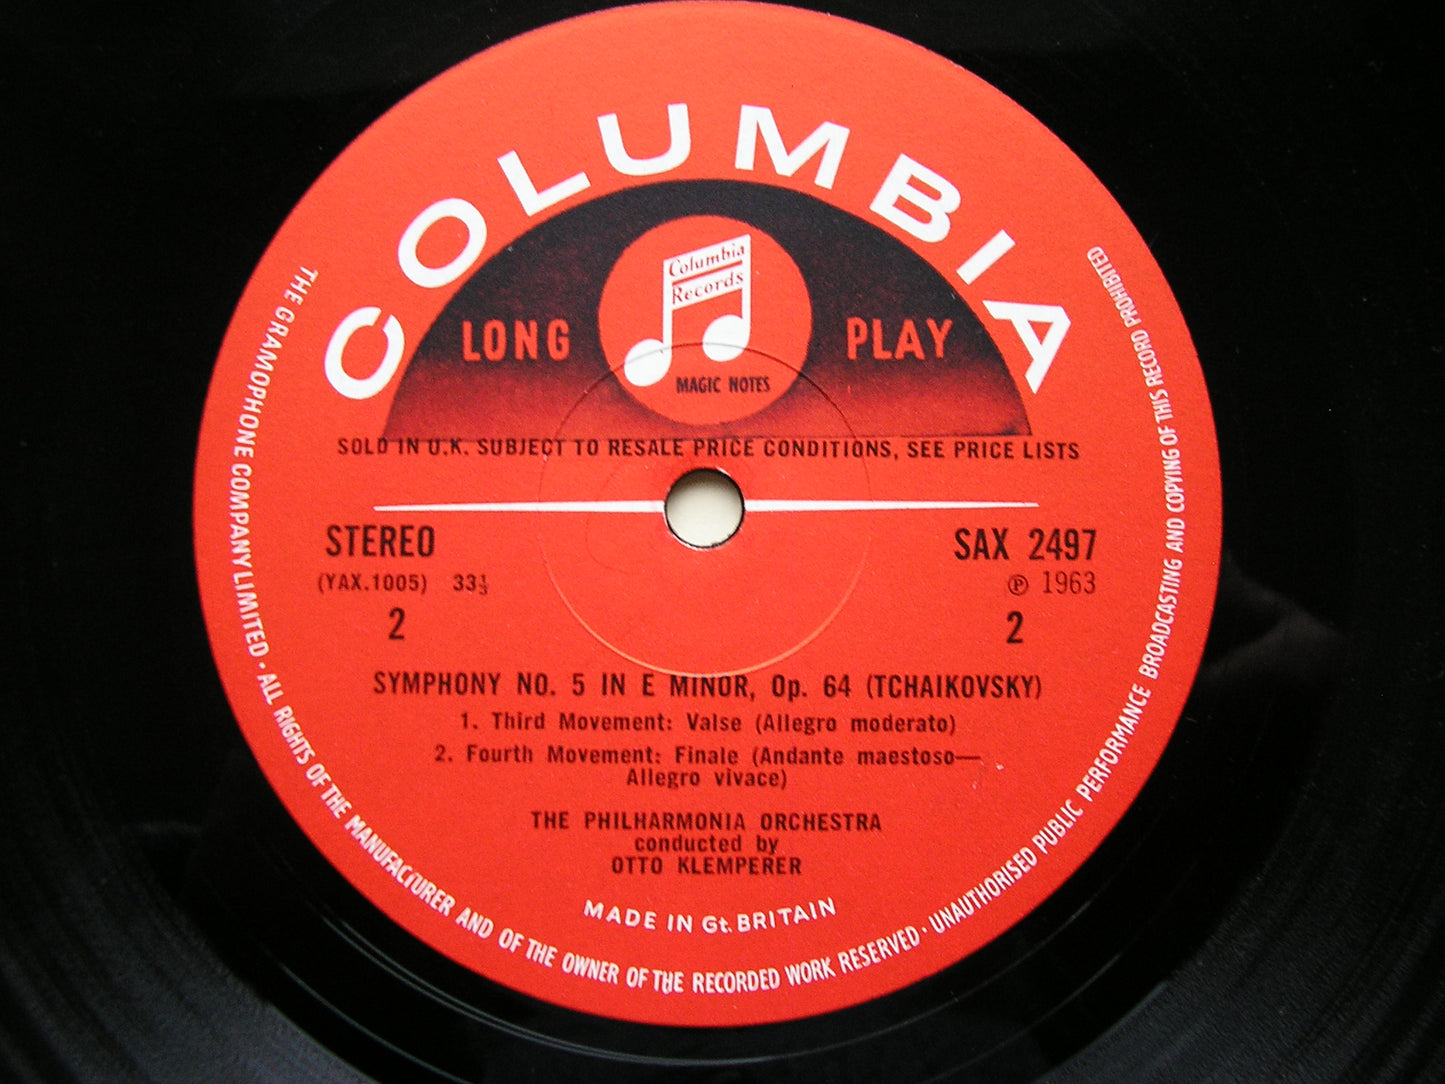 COLUMBIA
Columbia
Records
LONG PLAY
MAGIC NOTES
SOLD IN U.K. SUBJECT TO RESALE PRICE CONDITIONS, SEE PRICE LISTS
STEREO SAX 2497
(YAX.1005) 33⅓ ℗ 1963
2 2
SYMPHONY NO. 5 IN E MINOR, Op. 64 (TCHAIKOVSKY)
1. Third Movement: Valse (Allegro moderato)
2. Fourth Movement: Finale (Andante maestoso—
Allegro vivace)
THE PHILHARMONIA ORCHESTRA
conducted by
OTTO KLEMPERER
MADE IN Gt. BRITAIN
THE GRAMOPHONE COMPANY LIMITED · ALL RIGHTS OF THE MANUFACTURER AND OF THE OWNER OF THE RECORDED WORK RESERVED · UNAUTHORISED PUBLIC PERFORMANCE BROADCASTING AND COPYING OF THIS RECORD PROHIBITED